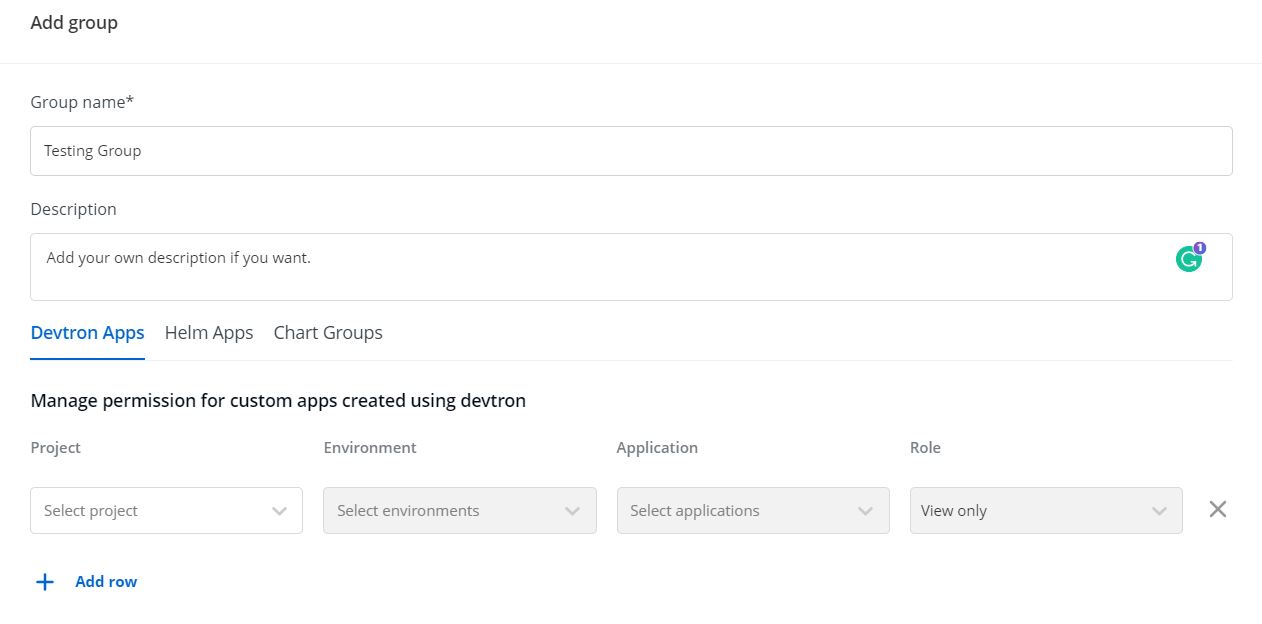 Add group
Group name*
Testing Group
Description
Add your own description if you want.
1
Devtron Apps Helm Apps Chart Groups
Manage permission for custom apps created using devtron
Project Environment Application Role
Select project Select environments Select applications View only
Add row